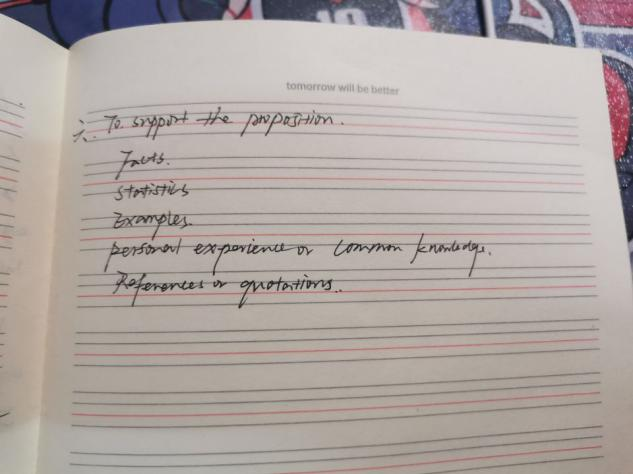 tomorrow will be better
六. To support the proposition.
Facts.
Statistics
Examples.
personal experience or common knowledge.
References or quotations..